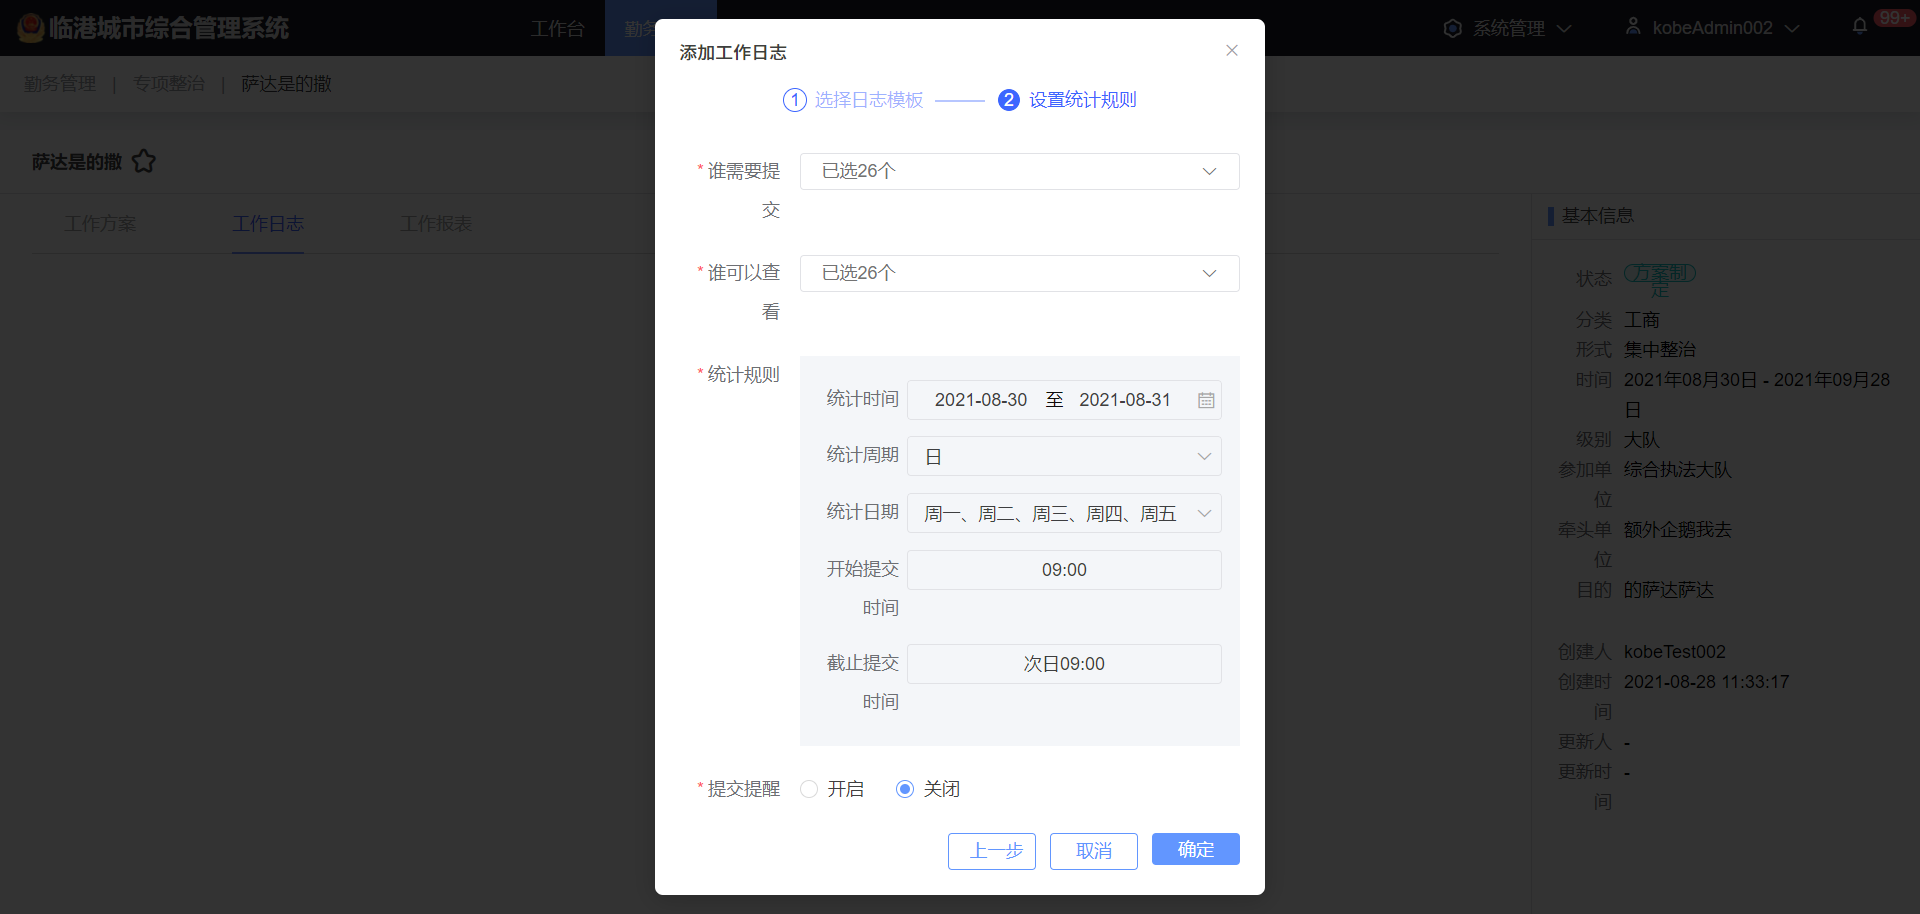 临港城市综合管理系统
工作台
勤务
系统管理
kobeAdmin002
99+
勤务管理 | 专项整治 | 萨达是的撒
萨达是的撒
工作方案
工作日志
工作报表
添加工作日志
1 选择日志模板
2 设置统计规则
* 谁需要提
交
已选26个
* 谁可以查
看
已选26个
* 统计规则
统计时间
2021-08-30 至 2021-08-31
统计周期
日
统计日期
周一、周二、周三、周四、周五
开始提交
时间
09:00
截止提交
时间
次日09:00
* 提交提醒
开启
关闭
上一步
取消
确定
基本信息
状态
方案制
定
分类 工商
形式 集中整治
时间 2021年08月30日 - 2021年09月28
日
级别 大队
参加单 综合执法大队
位
牵头单 额外企鹅我去
位
目的 的萨达萨达
创建人 kobeTest002
创建时 2021-08-28 11:33:17
间
更新人 -
更新时 -
间